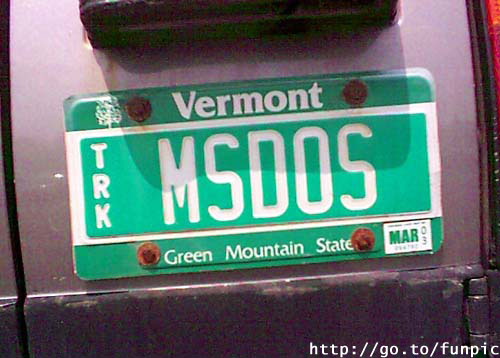 Vermont
TRK
MSDOS
Green Mountain State
MAR 03
http://go.to/funpic